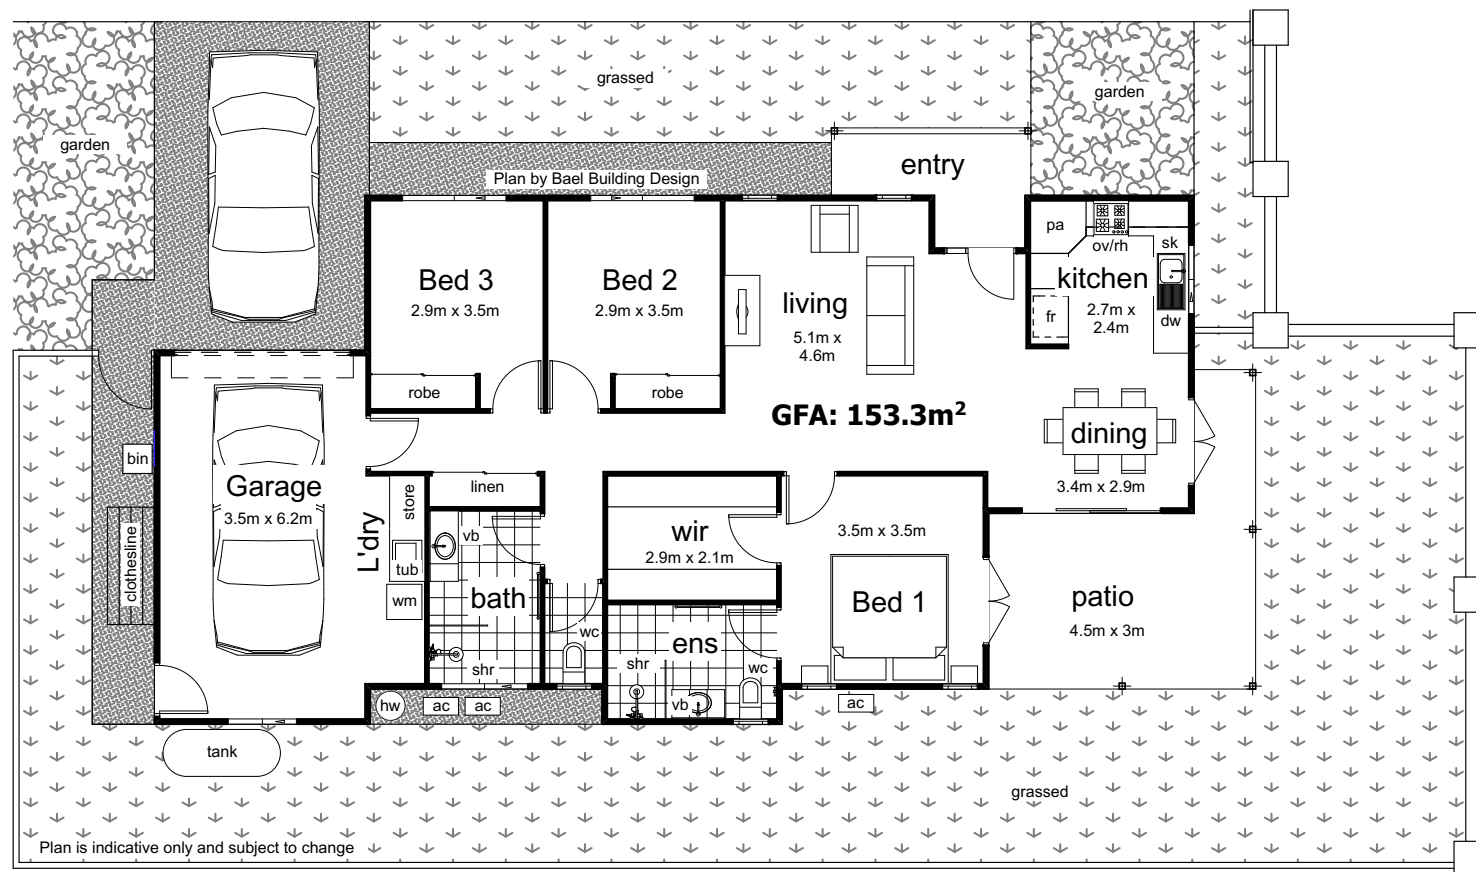 grassed
garden
garden
entry
Plan by Bael Building Design
pa
ov/rh
sk
kitchen
2.7m x
2.4m
fr
dw
Bed 3
2.9m x 3.5m
Bed 2
2.9m x 3.5m
living
5.1m x
4.6m
robe
robe
GFA: 153.3m²
dining
3.4m x 2.9m
bin
Garage
3.5m x 6.2m
clothesline
L'dry
store
tub
wm
linen
vb
bath
shr
wc
wir
2.9m x 2.1m
ens
shr
vb
wc
3.5m x 3.5m
Bed 1
patio
4.5m x 3m
hw
ac
ac
ac
tank
grassed
Plan is indicative only and subject to change